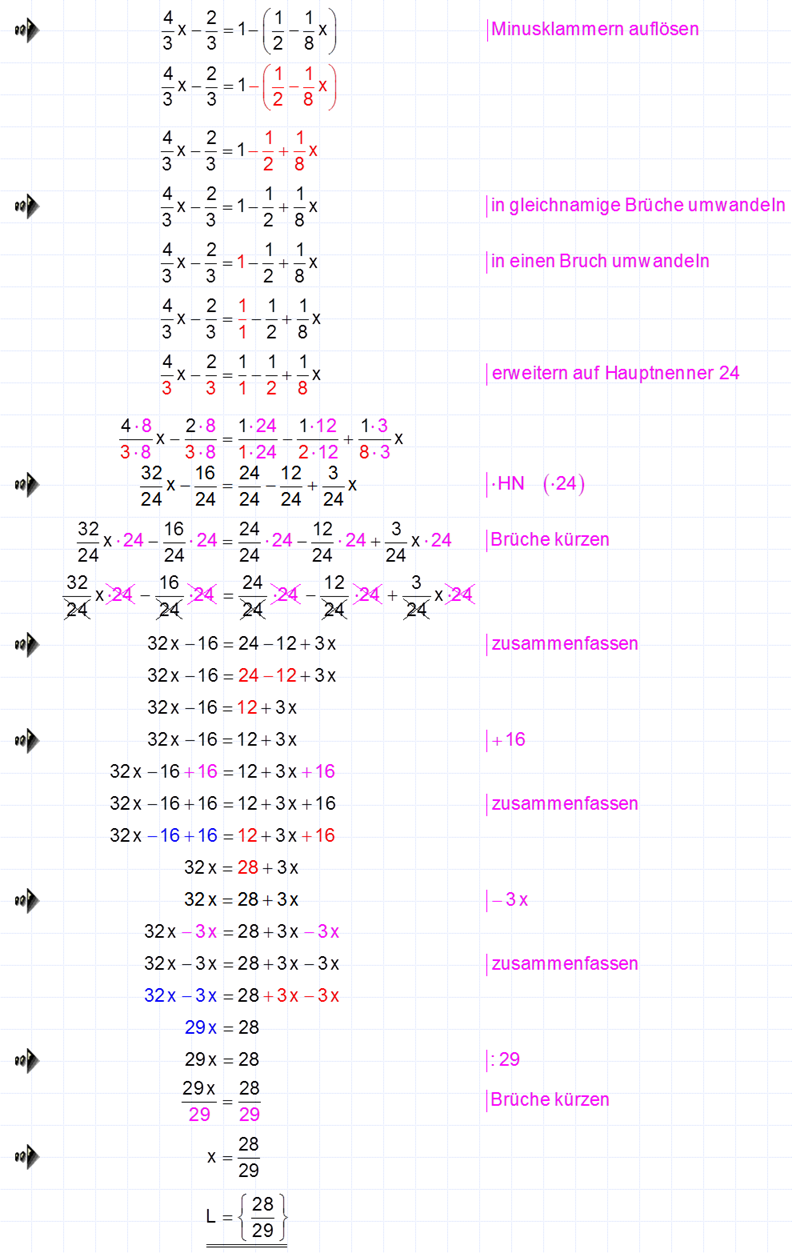 4/3 x − 2/3 = 1 − (1/2 − 1/8 x) |Minusklammern auflösen
4/3 x − 2/3 = 1 − (1/2 − 1/8 x)
4/3 x − 2/3 = 1 − 1/2 + 1/8 x
4/3 x − 2/3 = 1 − 1/2 + 1/8 x |in gleichnamige Brüche umwandeln
4/3 x − 2/3 = 1 − 1/2 + 1/8 x |in einen Bruch umwandeln
4/3 x − 2/3 = 1/1 − 1/2 + 1/8 x
4/3 x − 2/3 = 1/1 − 1/2 + 1/8 x |erweitern auf Hauptnenner 24
4·8/3·8 x − 2·8/3·8 = 1·24/1·24 − 1·12/2·12 + 1·3/8·3 x
32/24 x − 16/24 = 24/24 − 12/24 + 3/24 x |·HN (·24)
32/24 x·24 − 16/24·24 = 24/24·24 − 12/24·24 + 3/24 x·24 |Brüche kürzen
32/24 x·24 − 16/24·24 = 24/24·24 − 12/24·24 + 3/24 x·24
32x − 16 = 24 − 12 + 3x |zusammenfassen
32x − 16 = 24 − 12 + 3x
32x − 16 = 12 + 3x
32x − 16 = 12 + 3x |+16
32x − 16 + 16 = 12 + 3x + 16
32x − 16 + 16 = 12 + 3x + 16 |zusammenfassen
32x − 16 + 16 = 12 + 3x + 16
32x = 28 + 3x
32x = 28 + 3x |− 3x
32x − 3x = 28 + 3x − 3x
32x − 3x = 28 + 3x − 3x |zusammenfassen
32x − 3x = 28 + 3x − 3x
29x = 28
29x = 28 |: 29
29x/29 = 28/29 |Brüche kürzen
x = 28/29
L = {28/29}